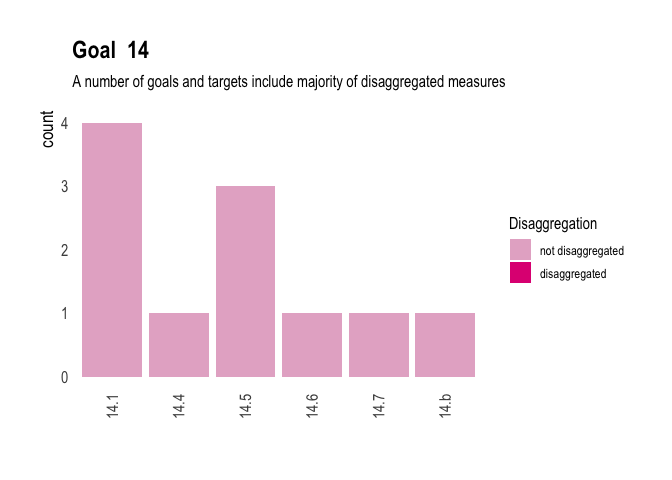 Goal  14
A number of goals and targets include majority of disaggregated measures
count
4
3
2
1
0
14.1
14.4
14.5
14.6
14.7
14.b
Disaggregation
not disaggregated
disaggregated